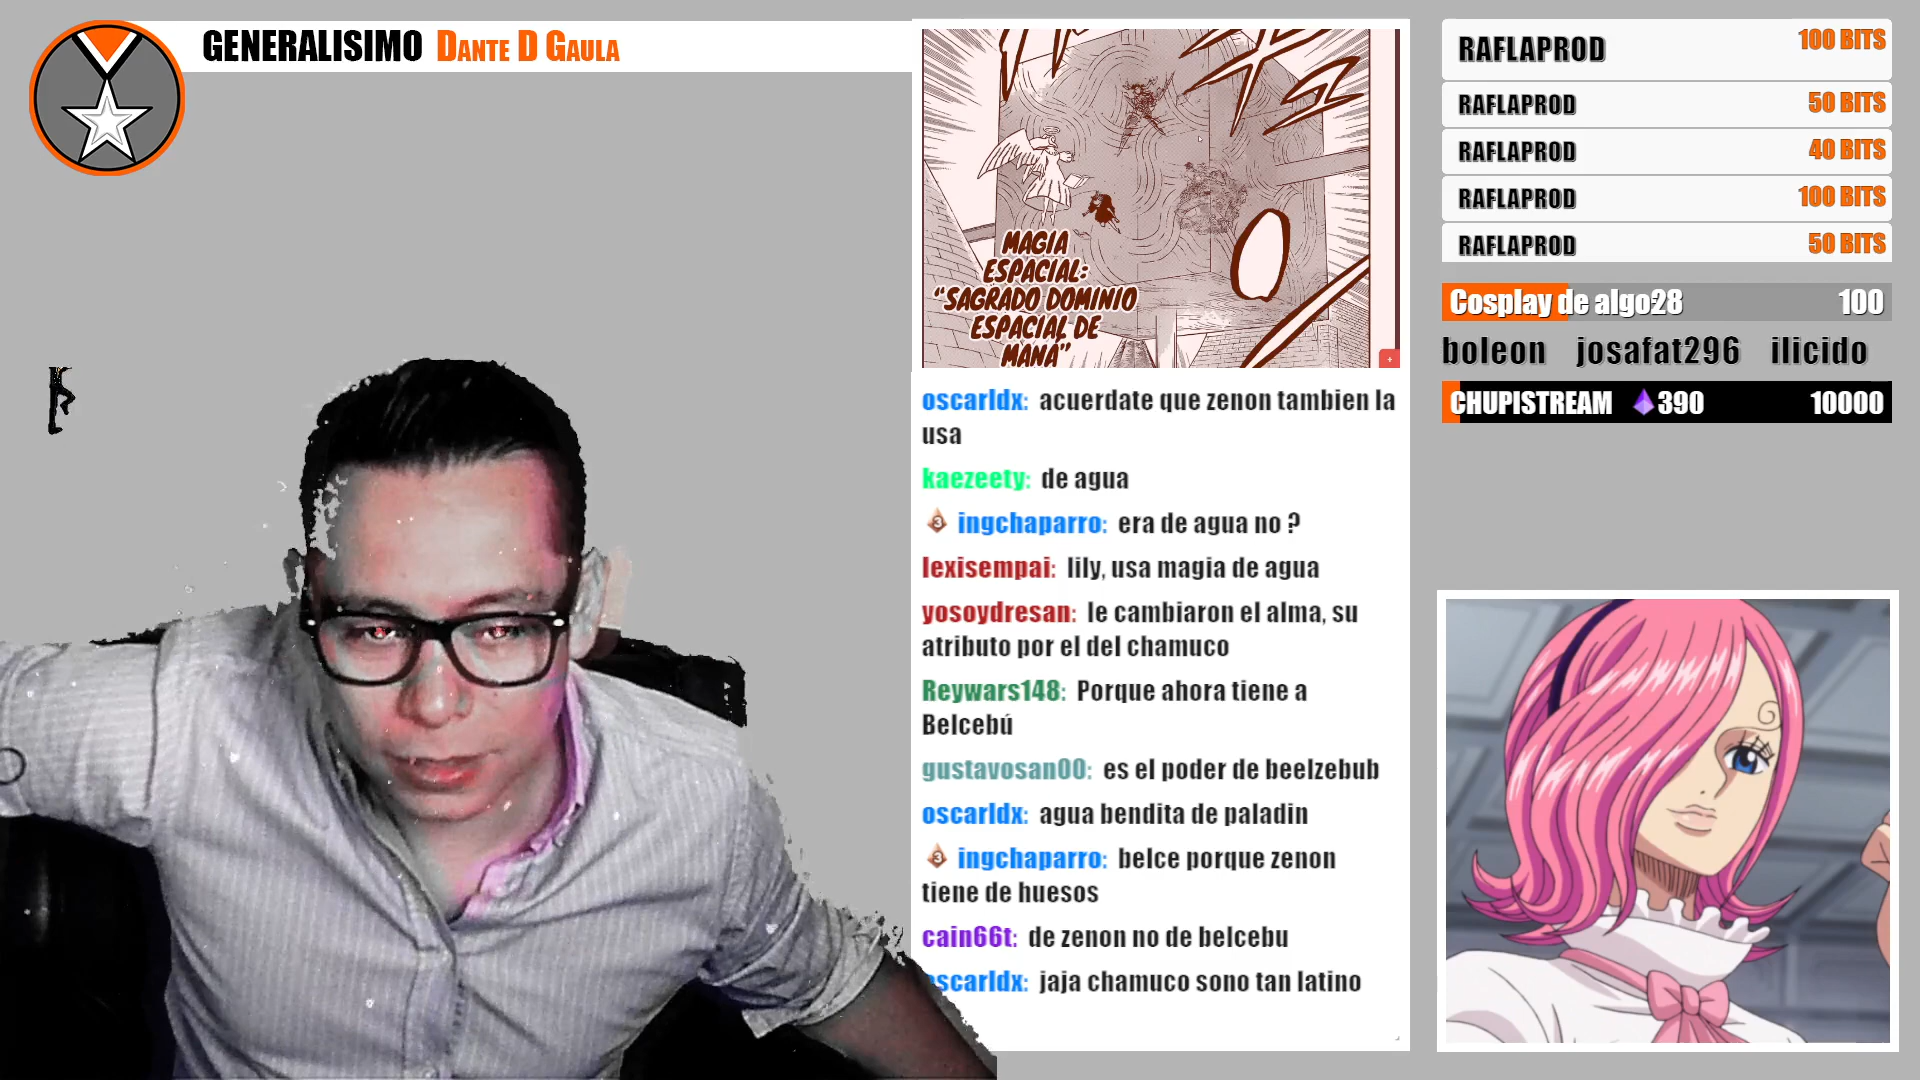 GENERALISIMO DANTE D GAULA
MAGIA
ESPACIAL:
"SAGRADO DOMINIO
ESPACIAL DE
MANÁ"
oscarldx: acuerdate que zenon tambien la
usa
kaezeety: de agua
ingchaparro: era de agua no ?
lexisempai: lily, usa magia de agua
yosoydresan: le cambiaron el alma, su
atributo por el del chamuco
Reywars148: Porque ahora tiene a
Belcebú
gustavosan00: es el poder de beelzebub
oscarldx: agua bendita de paladin
ingchaparro: belce porque zenon
tiene de huesos
cain66t: de zenon no de belcebu
oscarldx: jaja chamuco sono tan latino
RAFLAPROD 100 BITS
RAFLAPROD 50 BITS
RAFLAPROD 40 BITS
RAFLAPROD 100 BITS
RAFLAPROD 50 BITS
Cosplay de algo28 100
boleon josafat296 ilicido
CHUPISTREAM 390 10000